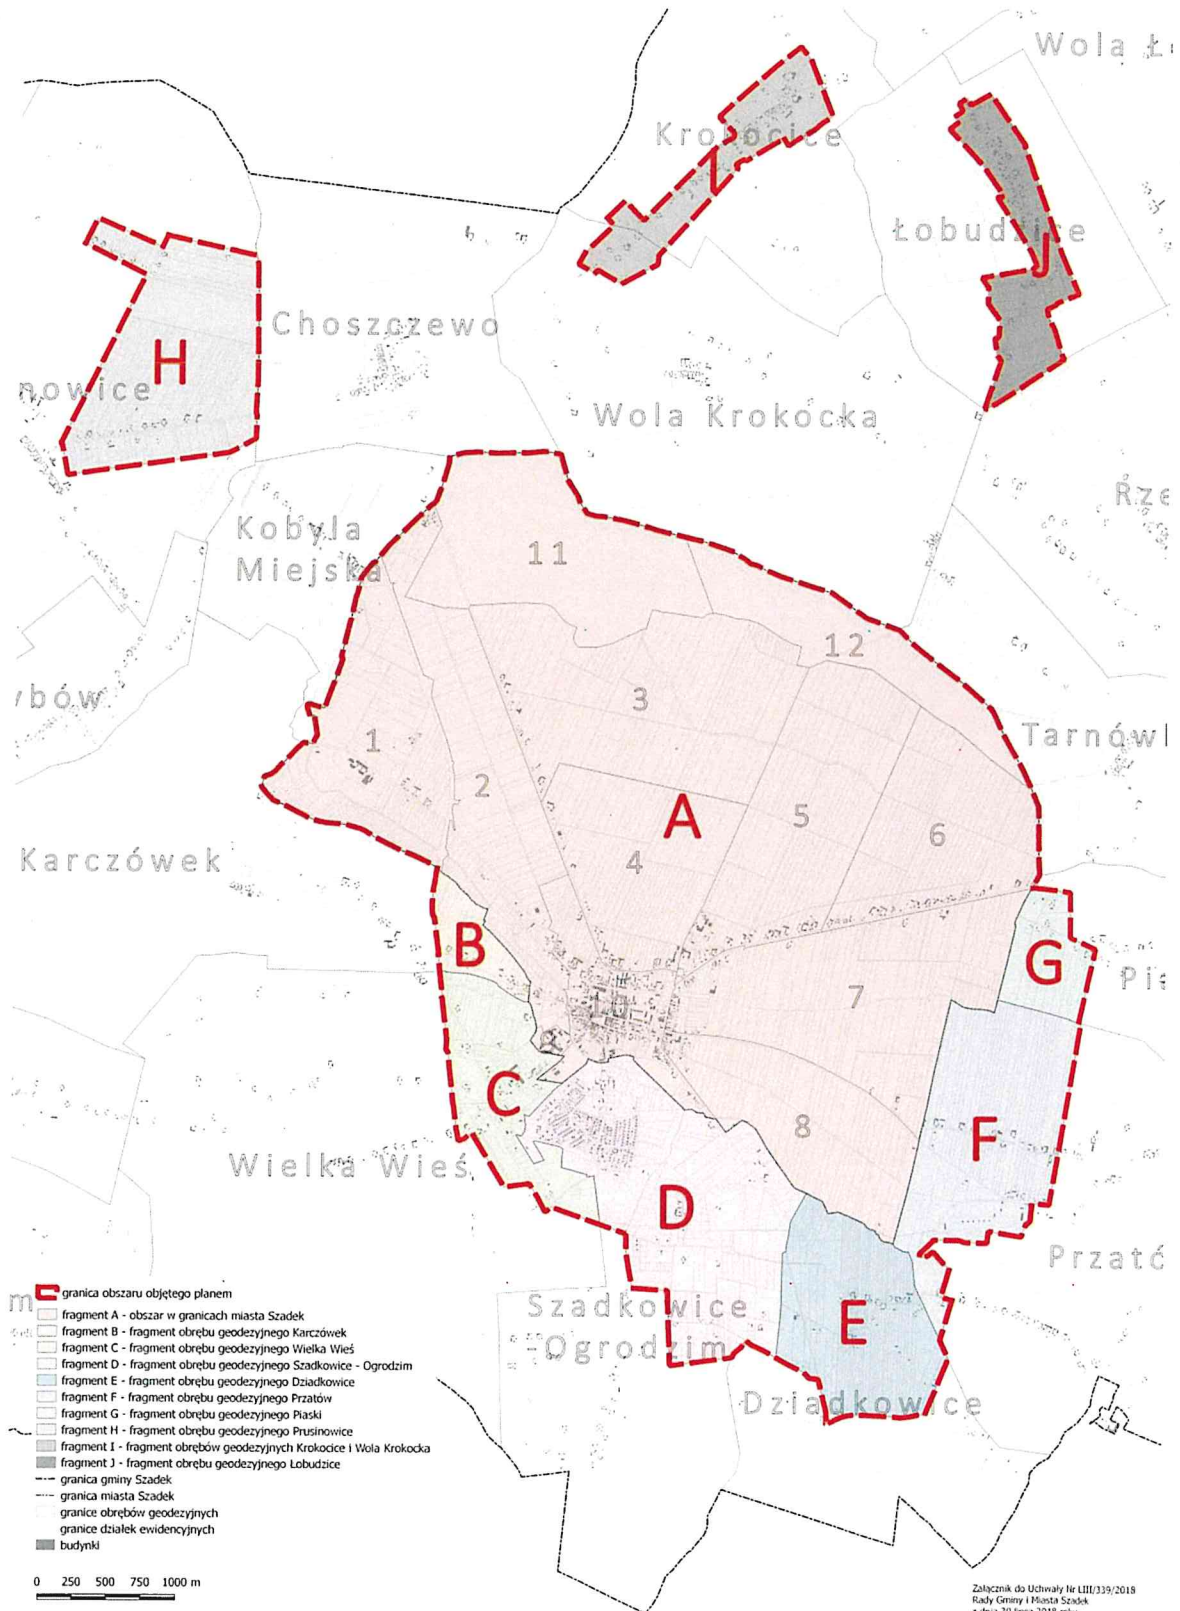 Wola Ł
Krokocice
I
Łobudzice
J
Choszczewo
H
nowice
Wola Krokocka
Rze
Kobyla
Miejska
11
12
ybów
3
1
2
Tarnówk
A
5
6
4
Karczówek
B
G
Pia
7
10
9
C
8
F
Wielka Wieś
D
Przató
E
Szadkowice
-Ogrodzim
Dziadkowice
granica obszaru objętego planem
fragment A - obszar w granicach miasta Szadek
fragment B - fragment obrębu geodezyjnego Karczówek
fragment C - fragment obrębu geodezyjnego Wielka Wieś
fragment D - fragment obrębu geodezyjnego Szadkowice - Ogrodzim
fragment E - fragment obrębu geodezyjnego Dziadkowice
fragment F - fragment obrębu geodezyjnego Przatów
fragment G - fragment obrębu geodezyjnego Piaski
fragment H - fragment obrębu geodezyjnego Prusinowice
fragment I - fragment obrębów geodezyjnych Krokocice i Wola Krokocka
fragment J - fragment obrębu geodezyjnego Łobudzice
granica gminy Szadek
granica miasta Szadek
granice obrębów geodezyjnych
granice działek ewidencyjnych
budynki
0 250 500 750 1000 m
Załącznik do Uchwały Nr LIII/339/2018
Rady Gminy i Miasta Szadek